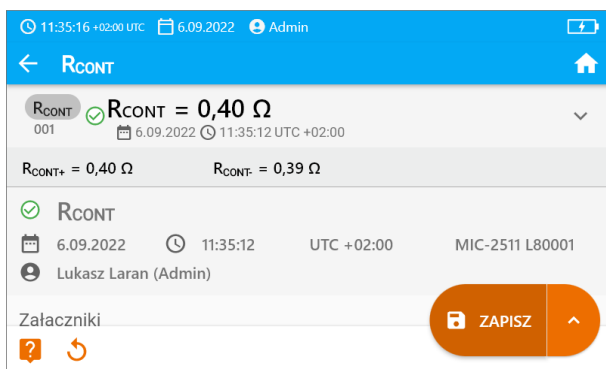 11:35:16 +02:00 UTC 6.09.2022 Admin
RCONT
RCONT RCONT = 0,40 Ω
001 6.09.2022 11:35:12 UTC +02:00
RCONT+ = 0,40 Ω RCONT- = 0,39 Ω
RCONT
6.09.2022 11:35:12 UTC +02:00 MIC-2511 L80001
Lukasz Laran (Admin)
Załaczniki
ZAPISZ